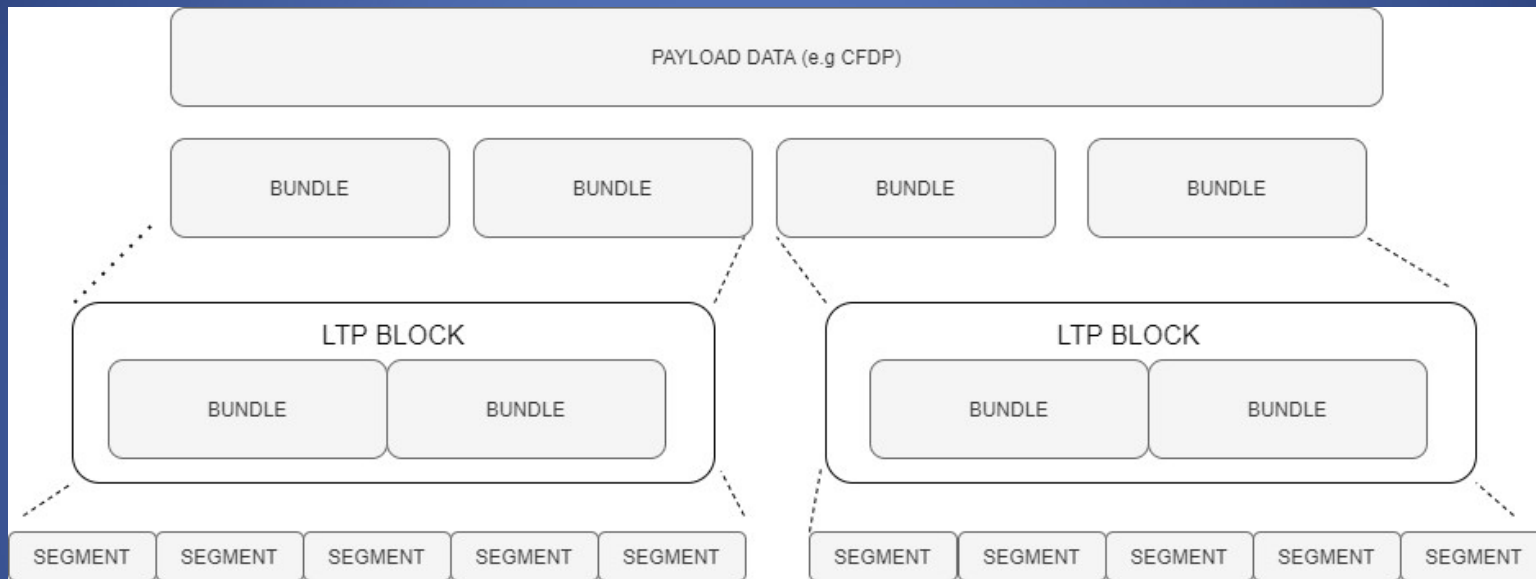 PAYLOAD DATA (e.g CFDP)
BUNDLE BUNDLE BUNDLE BUNDLE
LTP BLOCK LTP BLOCK
BUNDLE BUNDLE BUNDLE BUNDLE
SEGMENT SEGMENT SEGMENT SEGMENT SEGMENT SEGMENT SEGMENT SEGMENT SEGMENT SEGMENT